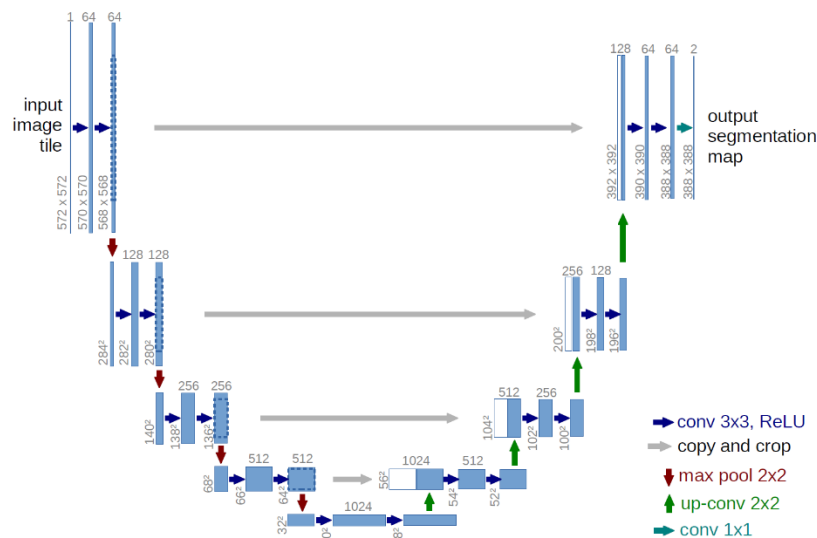 1 64 64
128 64 64 2
input
image
tile
output
segmentation
map
572 x 572
570 x 570
568 x 568
392 x 392
390 x 390
388 x 388
388 x 388
128 128
256 128
284²
282²
280²
200²
198²
196²
256 256
512 256
140²
138²
136²
104²
102²
100²
512 512
1024 512
68²
66²
64²
56²
54²
52²
1024
32²
0²
8²
conv 3x3, ReLU
copy and crop
max pool 2x2
up-conv 2x2
conv 1x1